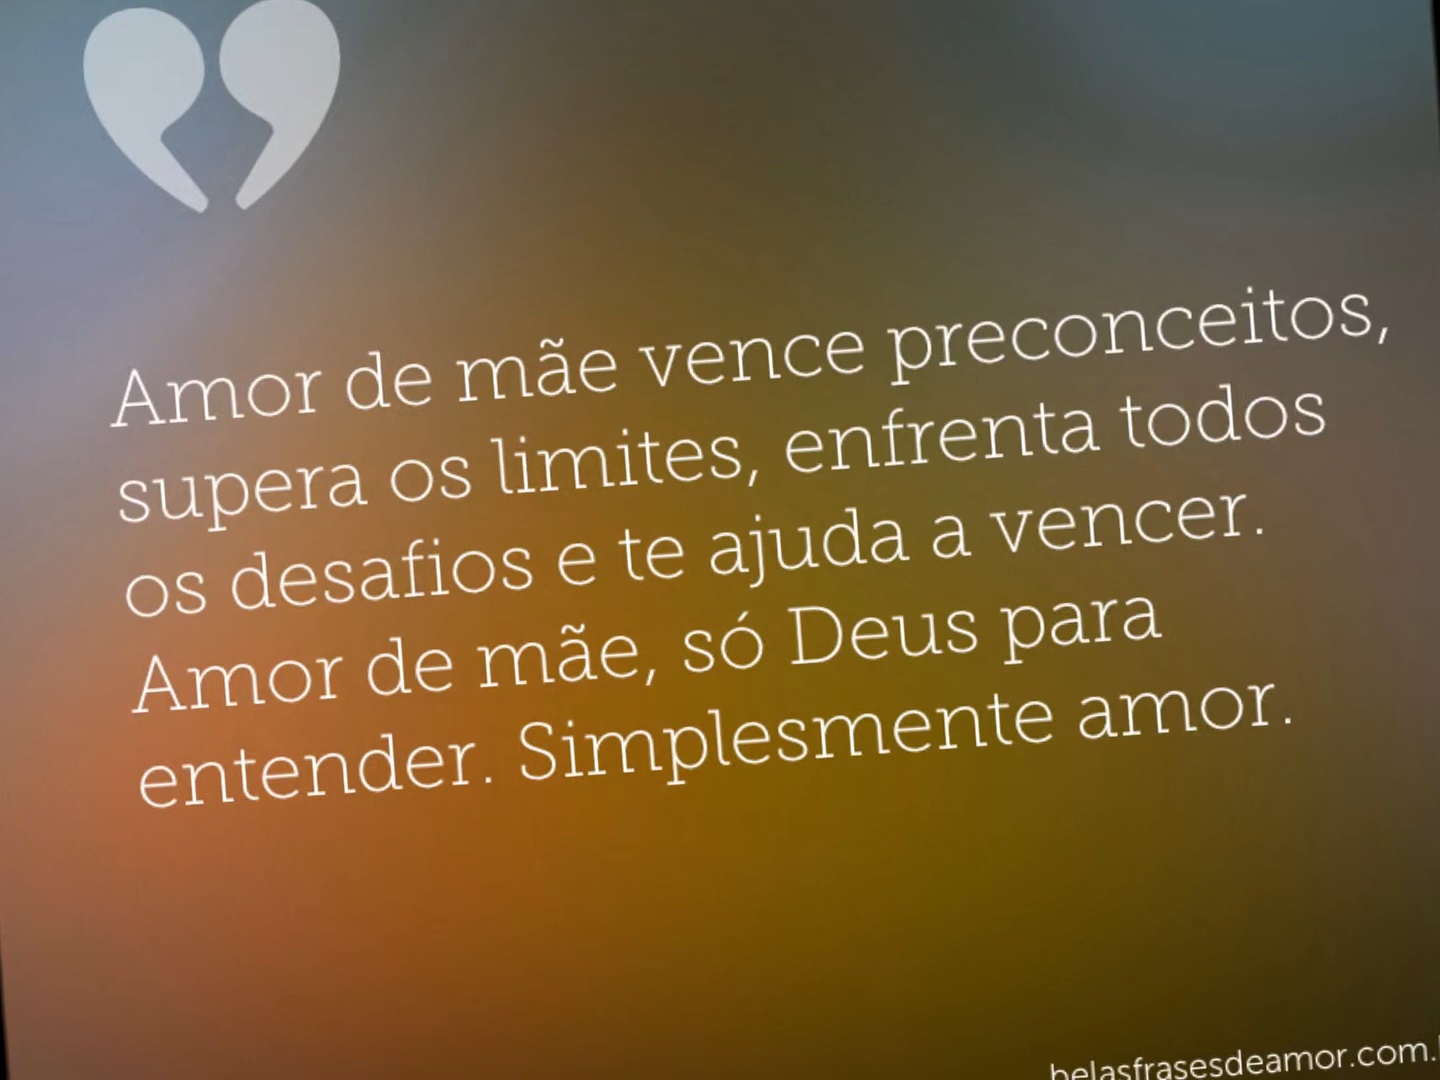 Amor de mãe vence preconceitos,
supera os limites, enfrenta todos
os desafios e te ajuda a vencer.
Amor de mãe, só Deus para
entender. Simplesmente amor.
belasfrasesdeamor.com.